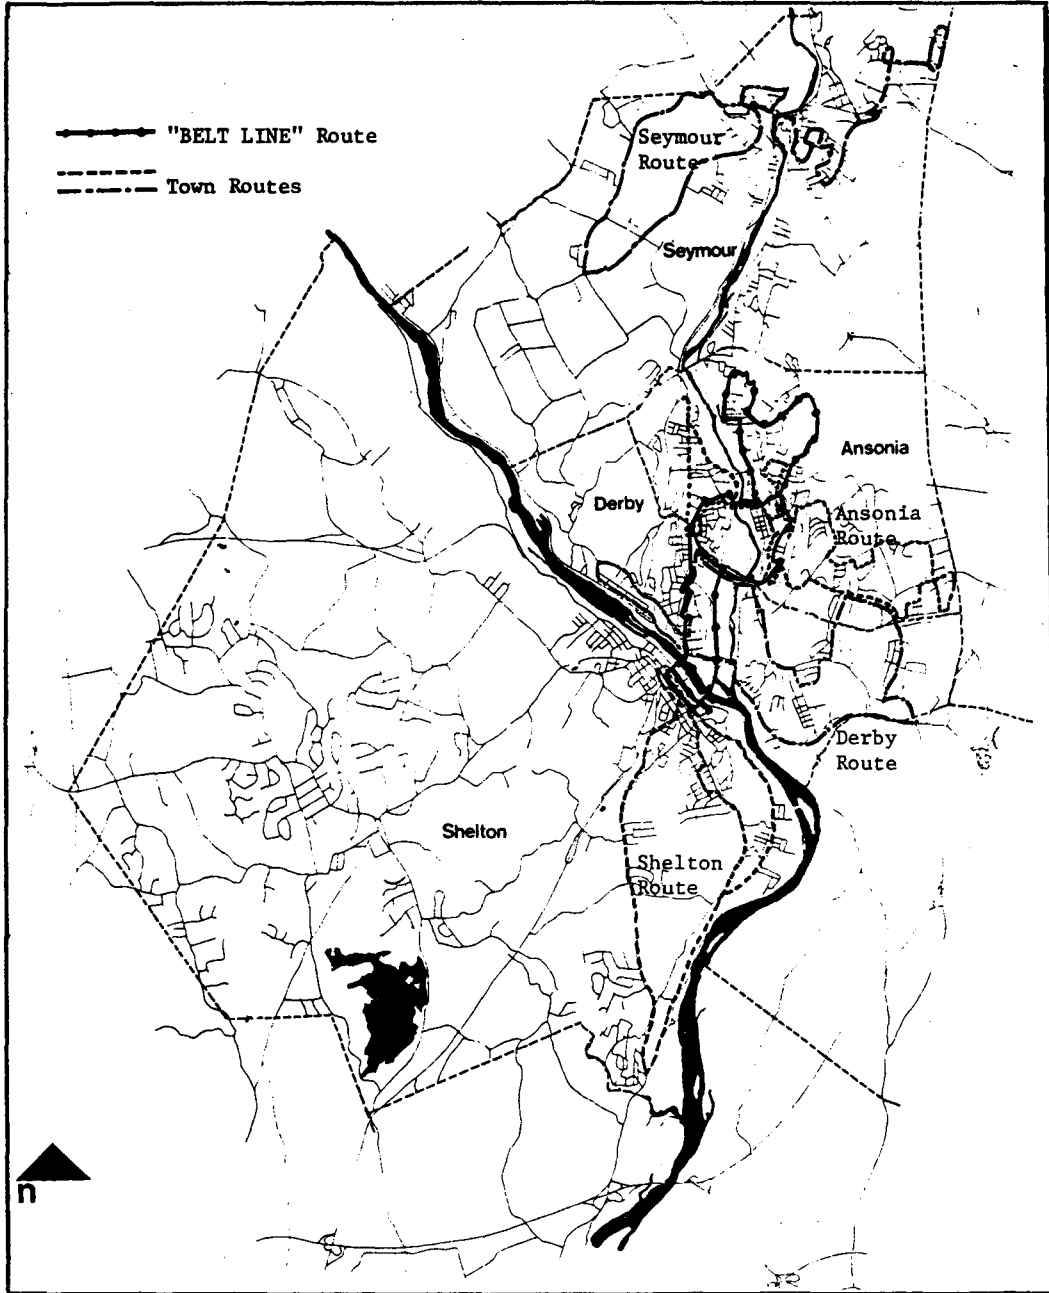 "BELT LINE" Route
Town Routes
Seymour
Route
Seymour
Ansonia
Derby
Ansonia
Route
Derby
Route
Shelton
Shelton
Route
n